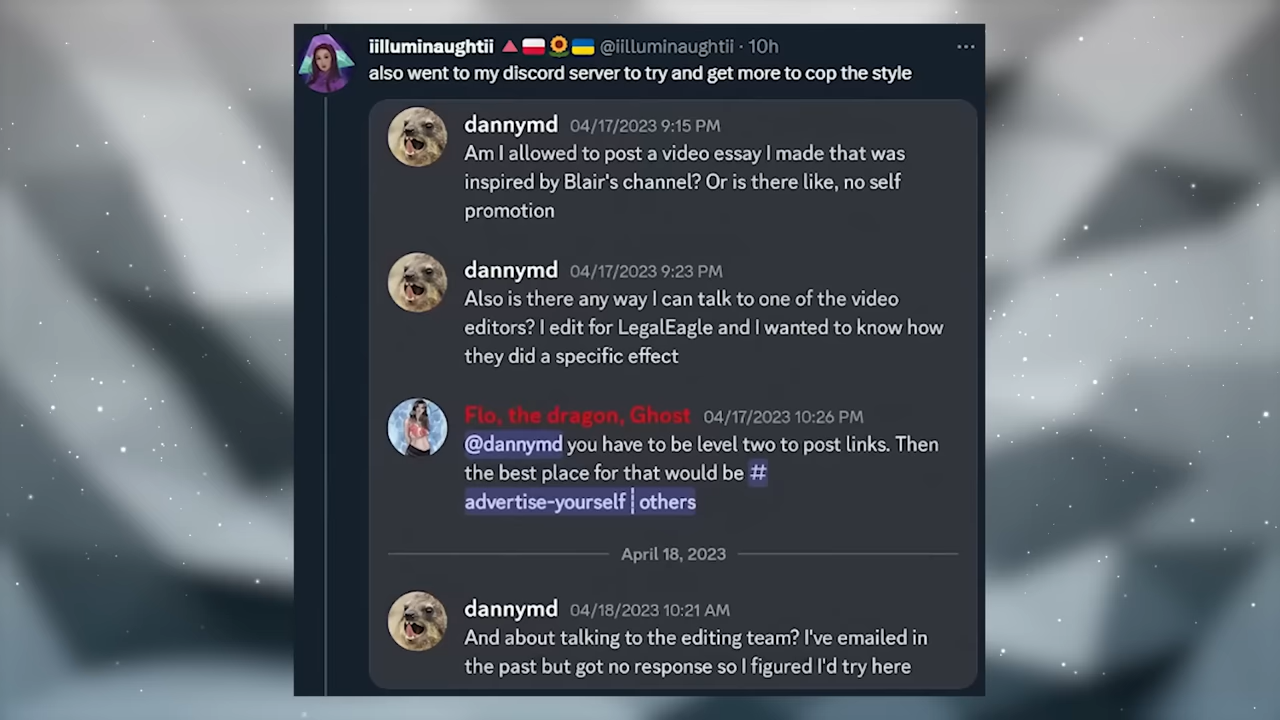 iilluminaughtii 🔺🇵🇱🌻🇺🇦 @iilluminaughtii · 10h
also went to my discord server to try and get more to cop the style
dannymd 04/17/2023 9:15 PM
Am I allowed to post a video essay I made that was
inspired by Blair's channel? Or is there like, no self
promotion
dannymd 04/17/2023 9:23 PM
Also is there any way I can talk to one of the video
editors? I edit for LegalEagle and I wanted to know how
they did a specific effect
Flo, the dragon, Ghost 04/17/2023 10:26 PM
@dannymd you have to be level two to post links. Then
the best place for that would be #
advertise-yourself | others
April 18, 2023
dannymd 04/18/2023 10:21 AM
And about talking to the editing team? I've emailed in
the past but got no response so I figured I'd try here